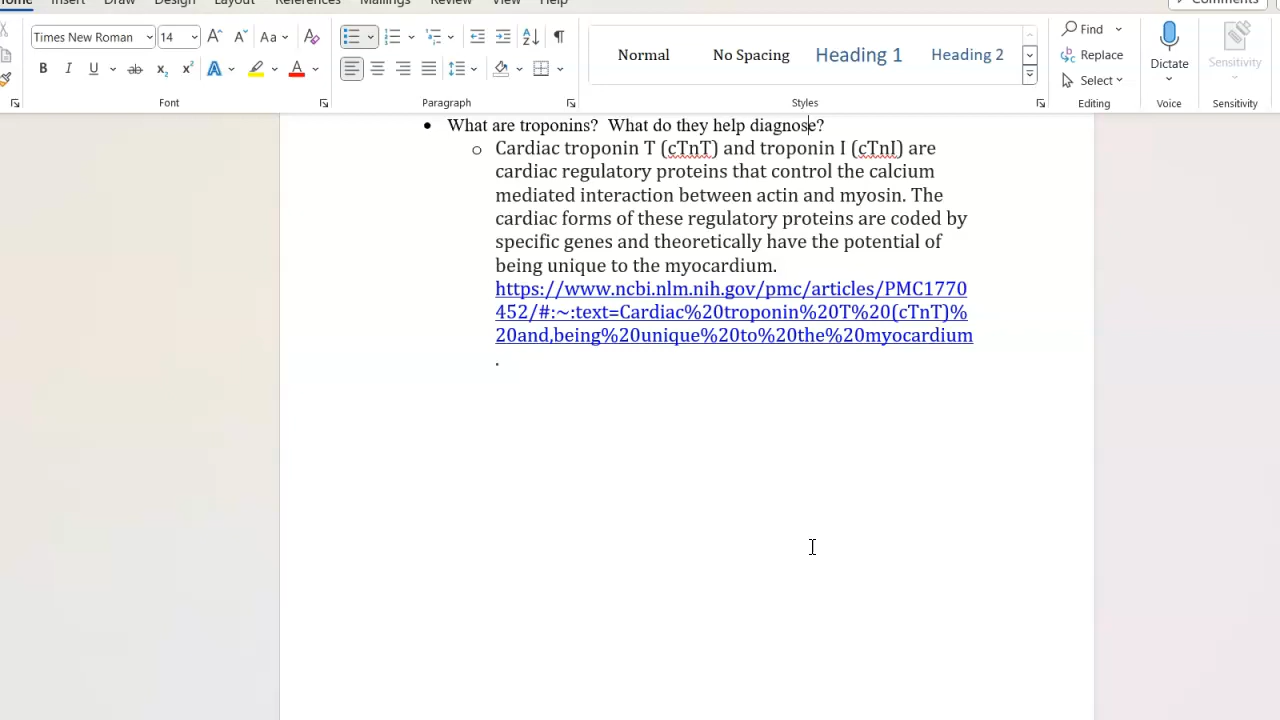 Home Insert Draw Design Layout References Mailings Review View Help Comments
Times New Roman 14 Aa Find
Normal No Spacing Heading 1 Heading 2 Replace Dictate Sensitivity
B I U ab x₂ x² A A Select
Font Paragraph Styles Editing Voice Sensitivity
• What are troponins?  What do they help diagnose?
o Cardiac troponin T (cTnT) and troponin I (cTnI) are
cardiac regulatory proteins that control the calcium
mediated interaction between actin and myosin. The
cardiac forms of these regulatory proteins are coded by
specific genes and theoretically have the potential of
being unique to the myocardium.
https://www.ncbi.nlm.nih.gov/pmc/articles/PMC1770
452/#:~:text=Cardiac%20troponin%20T%20(cTnT)%
20and,being%20unique%20to%20the%20myocardium
.